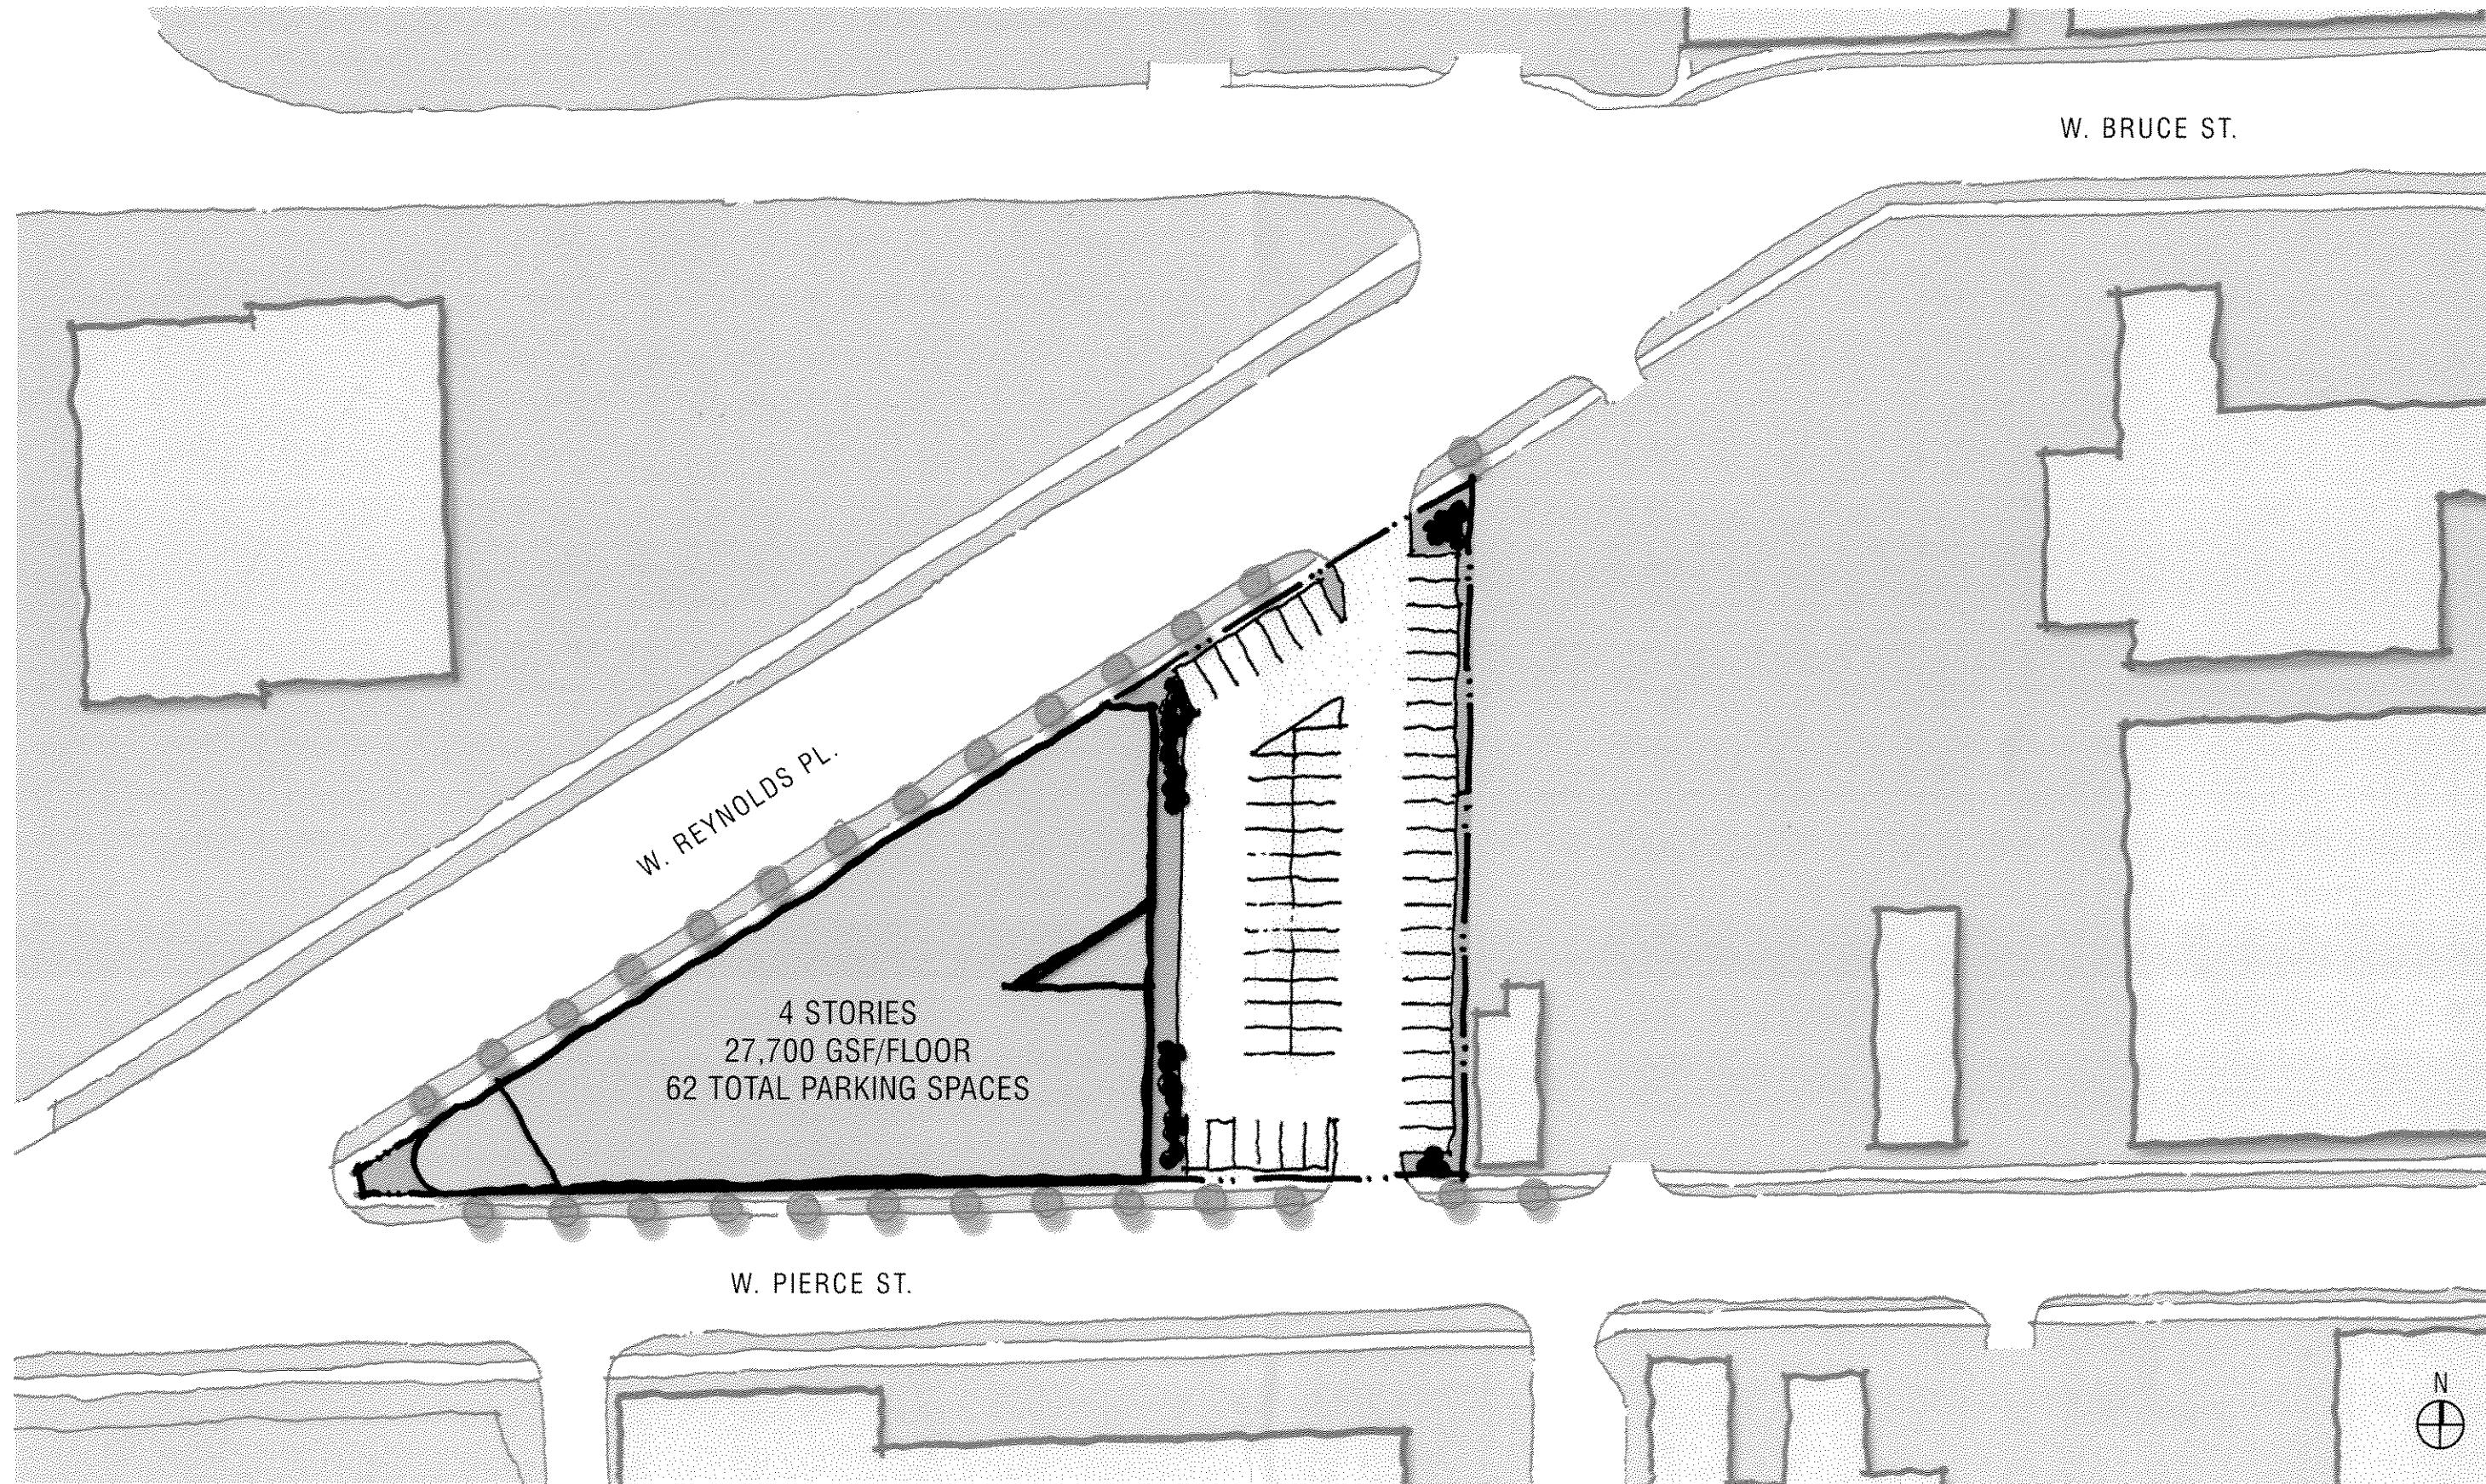 W. BRUCE ST.
W. REYNOLDS PL.
4 STORIES
27,700 GSF/FLOOR
62 TOTAL PARKING SPACES
W. PIERCE ST.
N